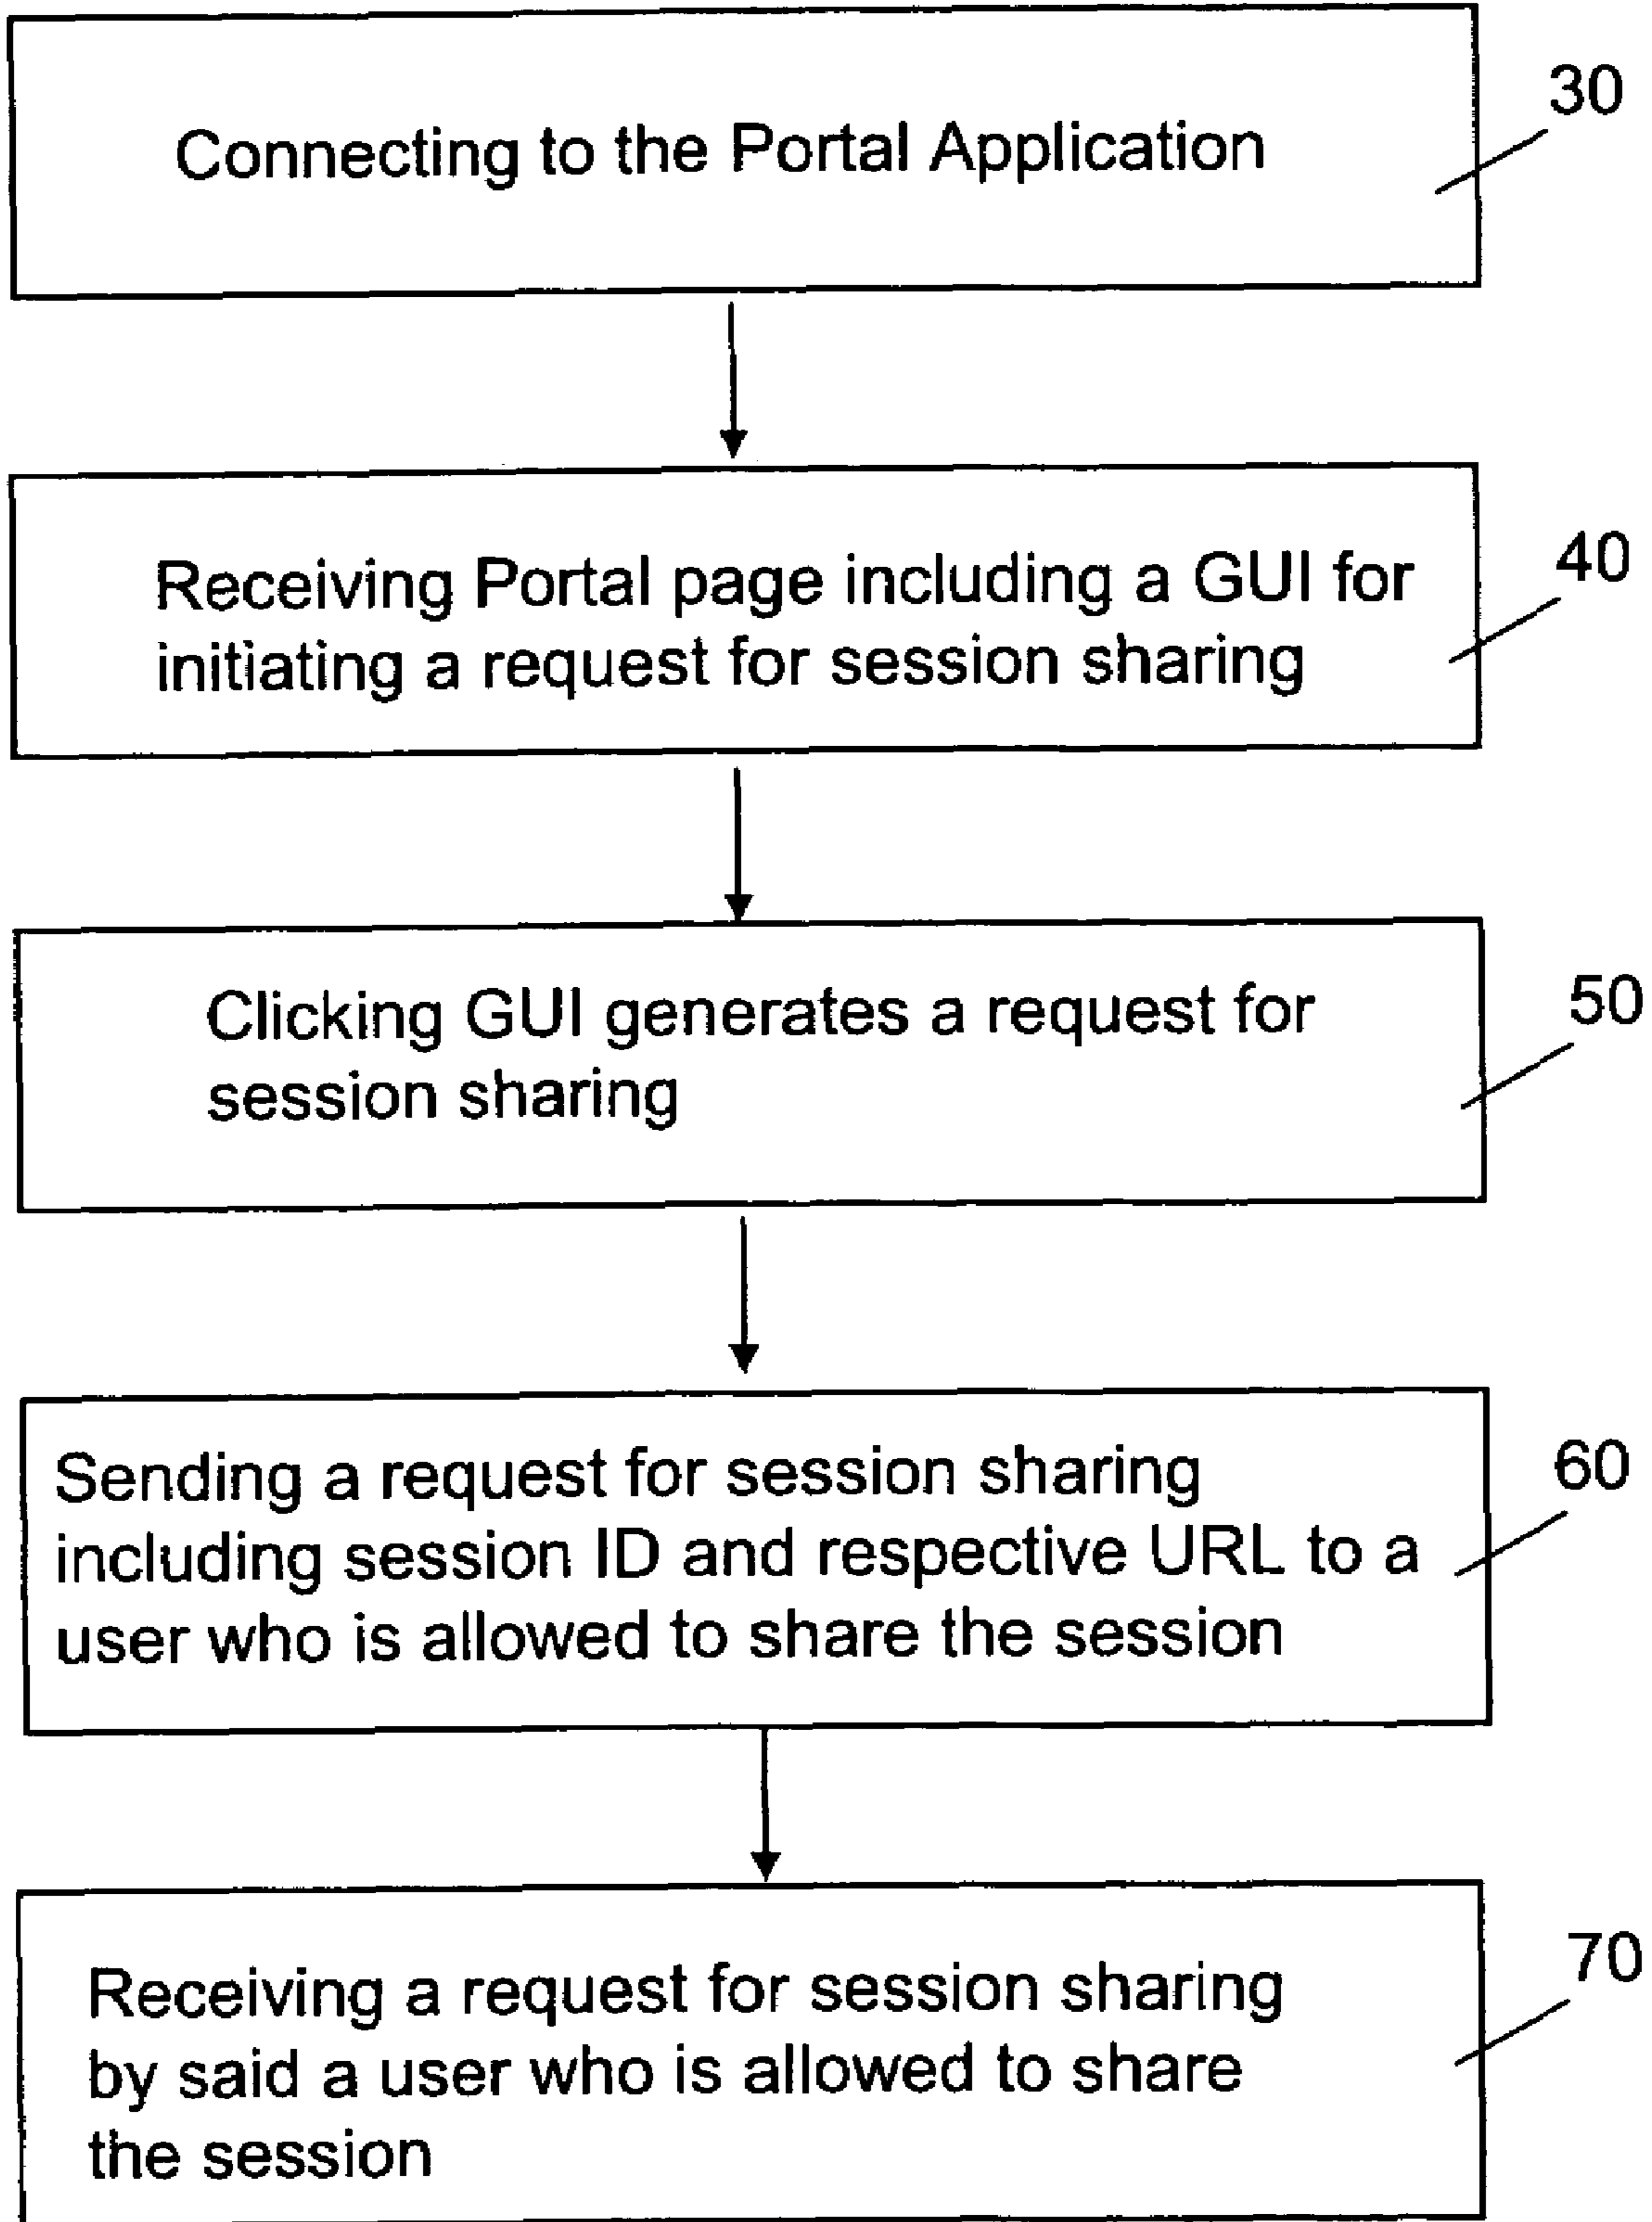 30
Connecting to the Portal Application
40
Receiving Portal page including a GUI for
initiating a request for session sharing
50
Clicking GUI generates a request for
session sharing
60
Sending a request for session sharing
including session ID and respective URL to a
user who is allowed to share the session
70
Receiving a request for session sharing
by said a user who is allowed to share
the session